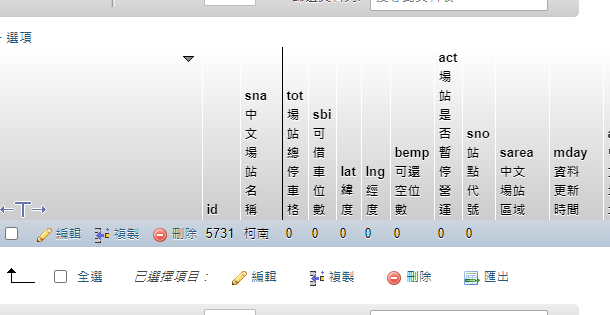 選項
id
sna
中
文
場
站
名
稱
tot
場
站
總
停
車
格
sbi
可
借
車
位
數
lat
緯
度
lng
經
度
bemp
可還
空位
數
act
場
站
是
否
暫
停
營
運
sno
站
點
代
號
sarea
中文
場站
區域
mday
資料
更新
時間
編輯 複製 刪除 5731 柯南 0 0 0 0 0 0 0
全選 已選擇項目： 編輯 複製 刪除 匯出